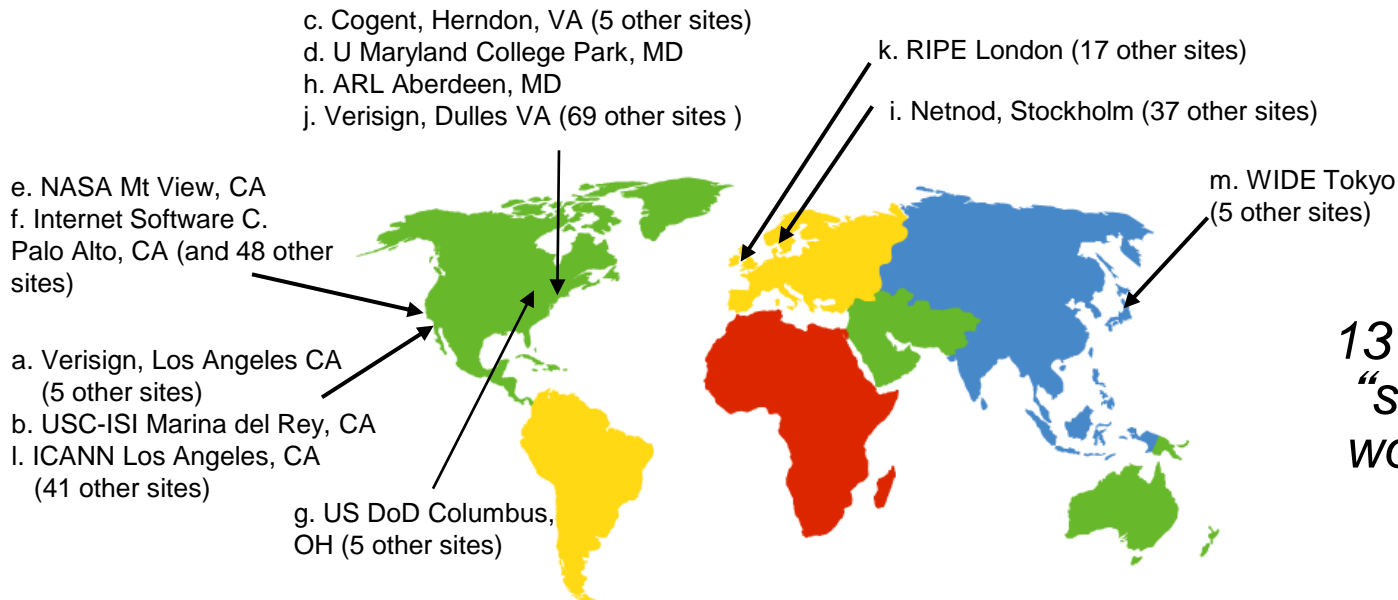 c. Cogent, Herndon, VA (5 other sites)
d. U Maryland College Park, MD
h. ARL Aberdeen, MD
j. Verisign, Dulles VA (69 other sites )
k. RIPE London (17 other sites)
i. Netnod, Stockholm (37 other sites)
m. WIDE Tokyo
(5 other sites)
e. NASA Mt View, CA
f. Internet Software C.
Palo Alto, CA (and 48 other
sites)
a. Verisign, Los Angeles CA
(5 other sites)
b. USC-ISI Marina del Rey, CA
l. ICANN Los Angeles, CA
(41 other sites)
g. US DoD Columbus,
OH (5 other sites)
13